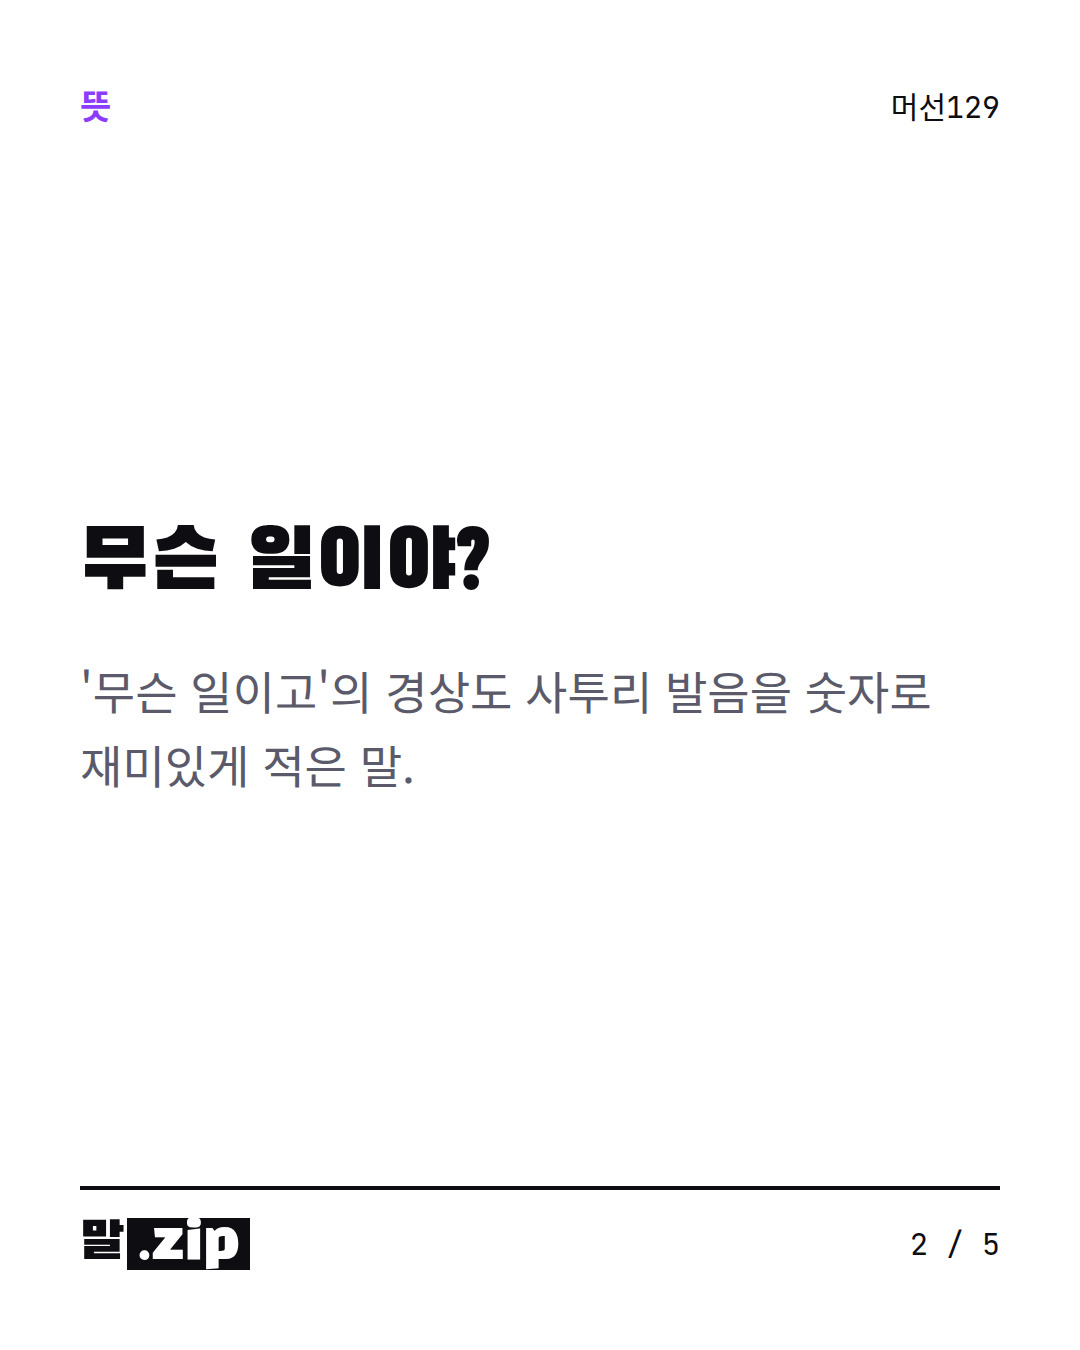 뜻
머선129
무슨 일이야?
'무슨 일이고'의 경상도 사투리 발음을 숫자로
재미있게 적은 말.
말.zip
2 / 5